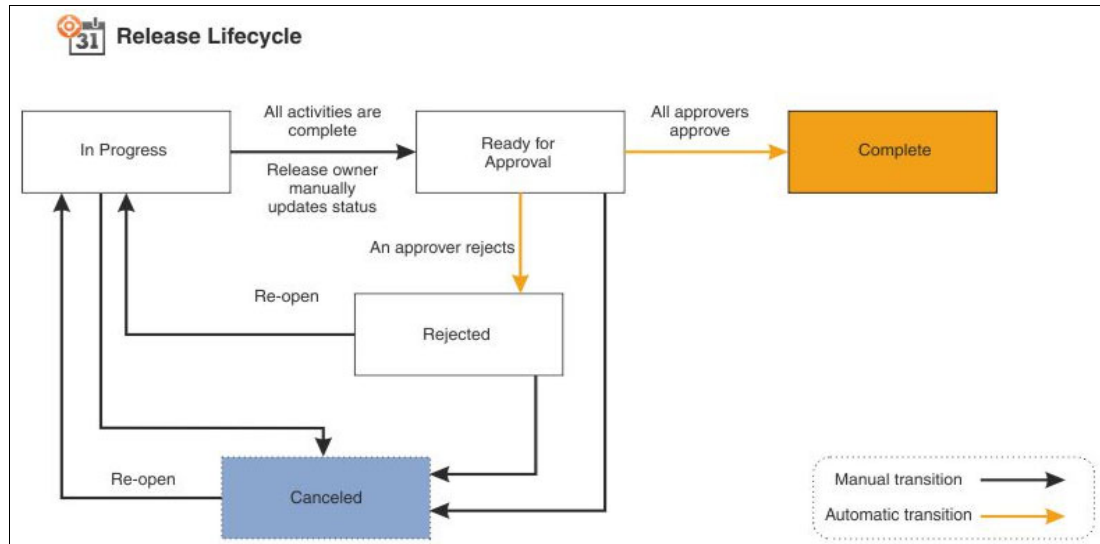 31
Release Lifecycle
In Progress
All activities are
complete
Release owner
manually
updates status
Ready for
Approval
All approvers
approve
Complete
An approver rejects
Re-open
Rejected
Re-open
Canceled
Manual transition
Automatic transition